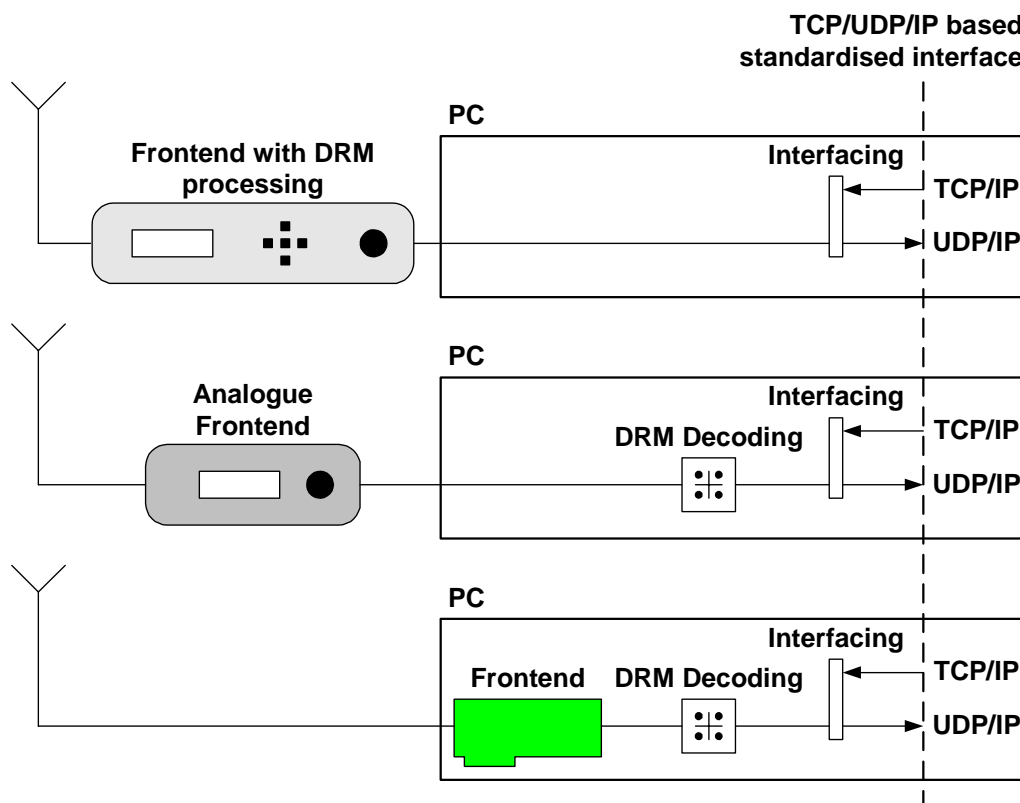 TCP/UDP/IP based
standardised interface
PC
Frontend with DRM
processing
Interfacing
TCP/IP
UDP/IP
PC
Analogue
Frontend
Interfacing
DRM Decoding
TCP/IP
UDP/IP
PC
Interfacing
Frontend
DRM Decoding
TCP/IP
UDP/IP